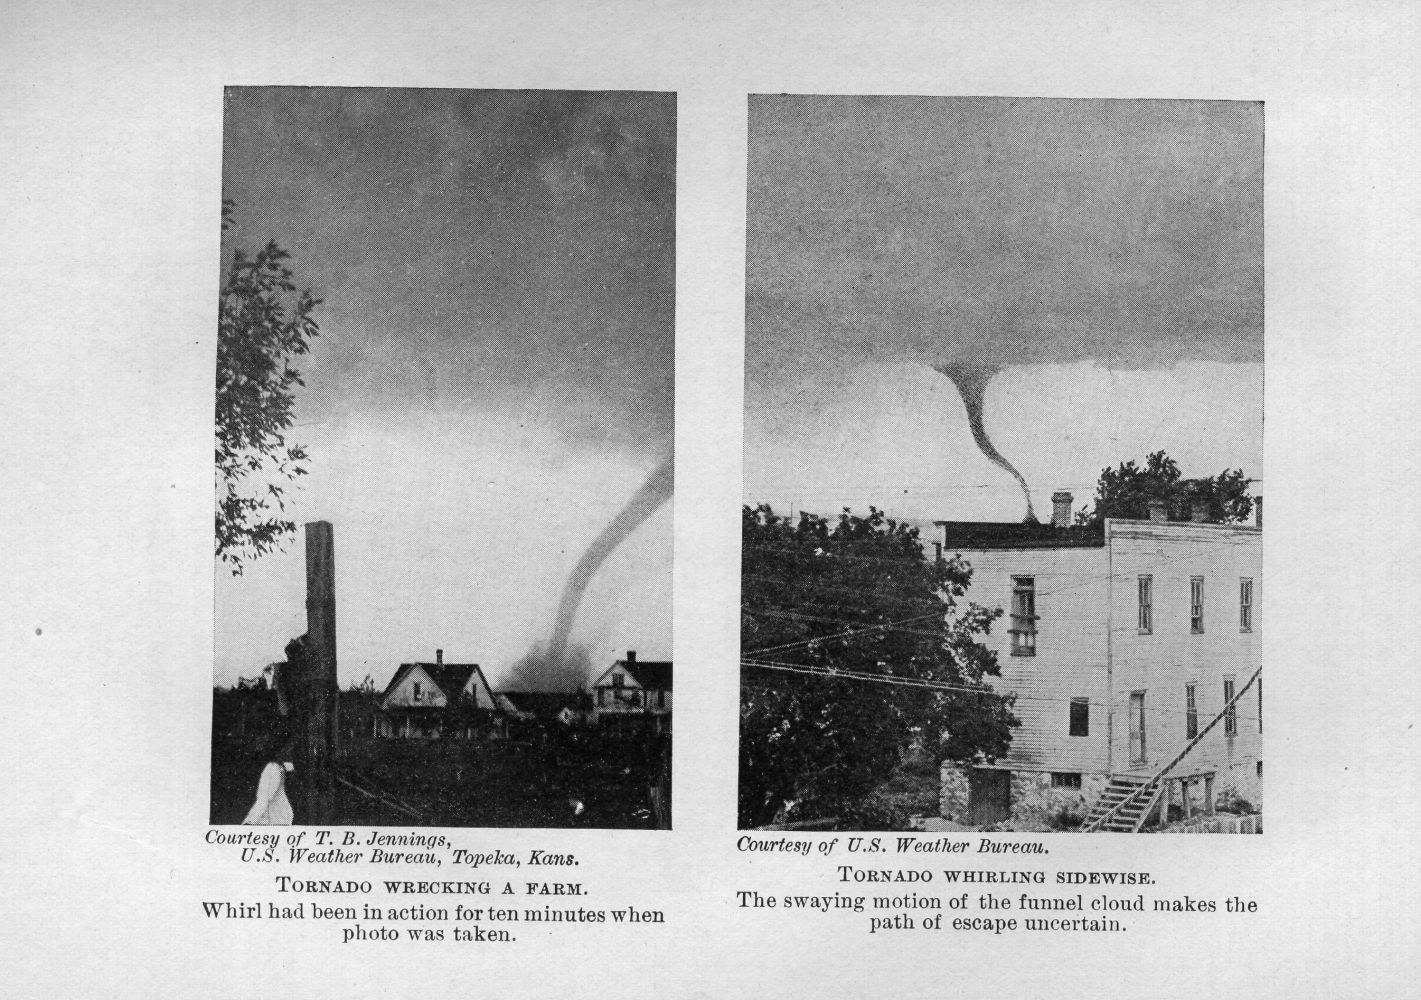 Courtesy of T. B. Jennings,
U.S. Weather Bureau, Topeka, Kans.
TORNADO WRECKING A FARM.
Whirl had been in action for ten minutes when
photo was taken.
Courtesy of U.S. Weather Bureau.
TORNADO WHIRLING SIDEWISE.
The swaying motion of the funnel cloud makes the
path of escape uncertain.